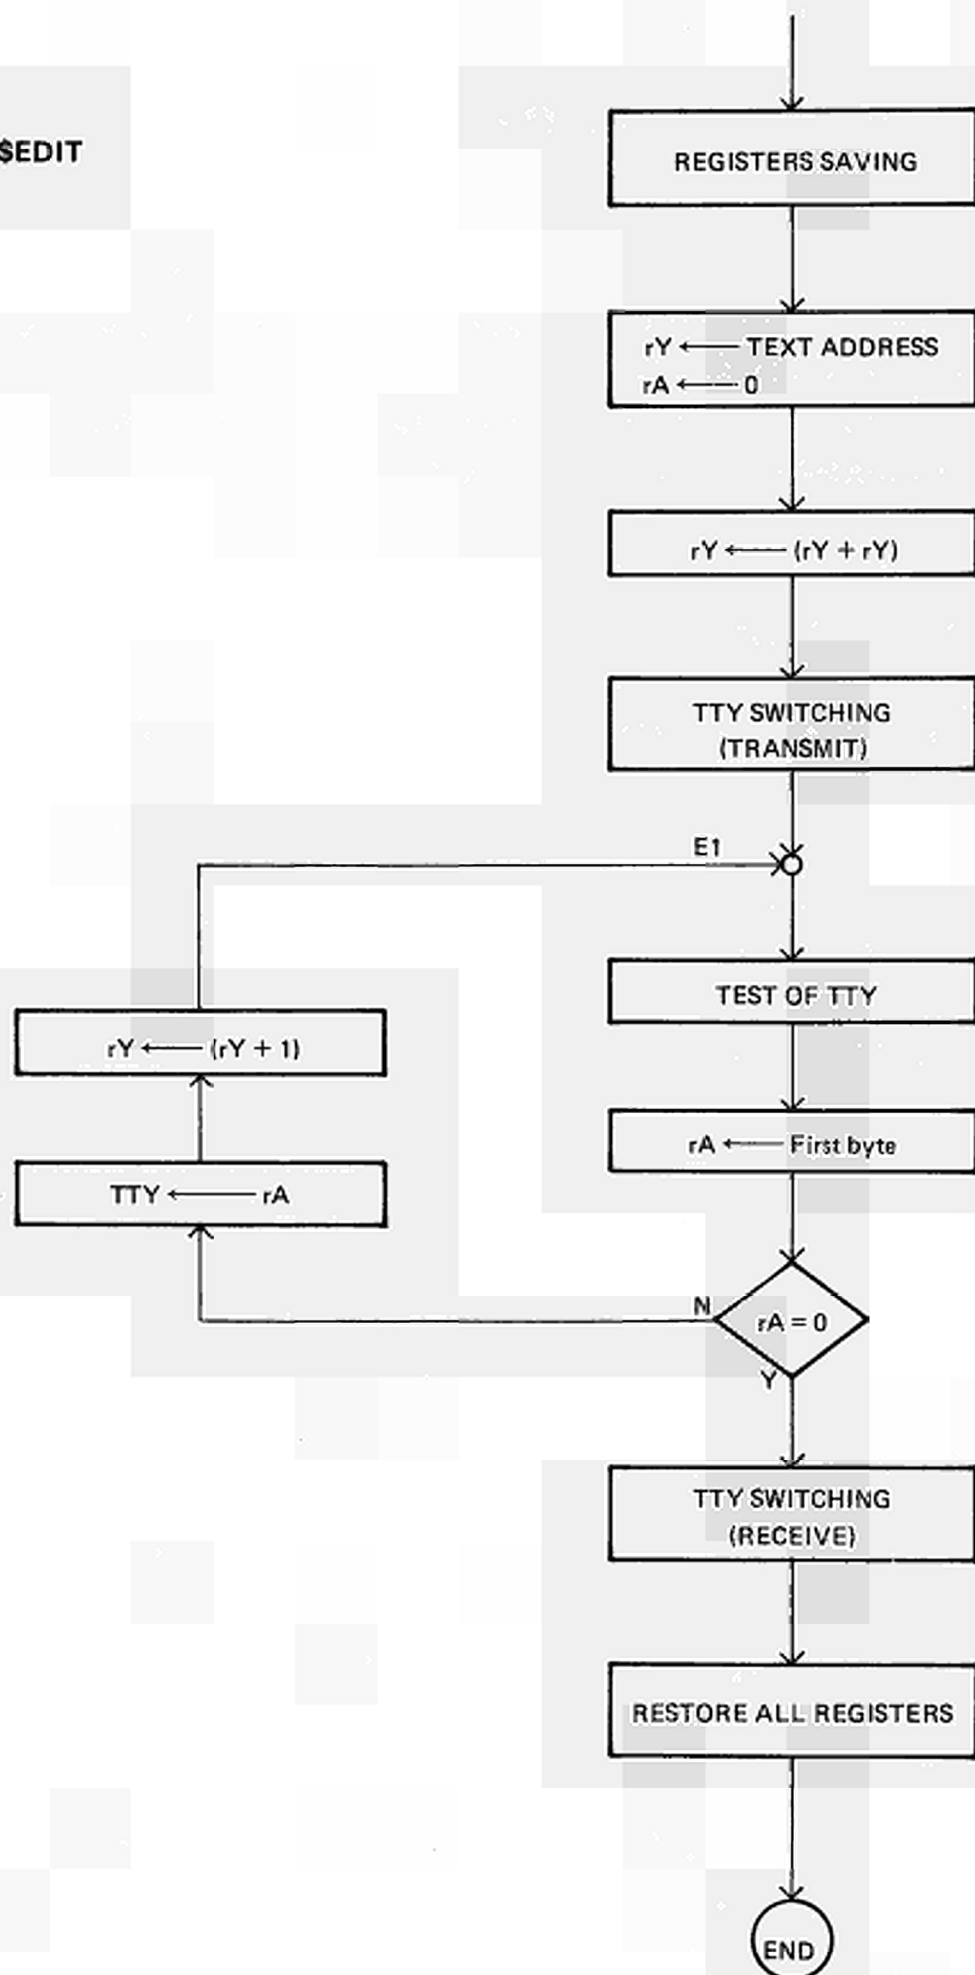 $EDIT
REGISTERS SAVING
rY ⟵ TEXT ADDRESS
rA ⟵ 0
rY ⟵ (rY + rY)
TTY SWITCHING
(TRANSMIT)
E1
TEST OF TTY
rY ⟵ (rY + 1)
rA ⟵ First byte
TTY ⟵ rA
N
rA = 0
Y
TTY SWITCHING
(RECEIVE)
RESTORE ALL REGISTERS
END